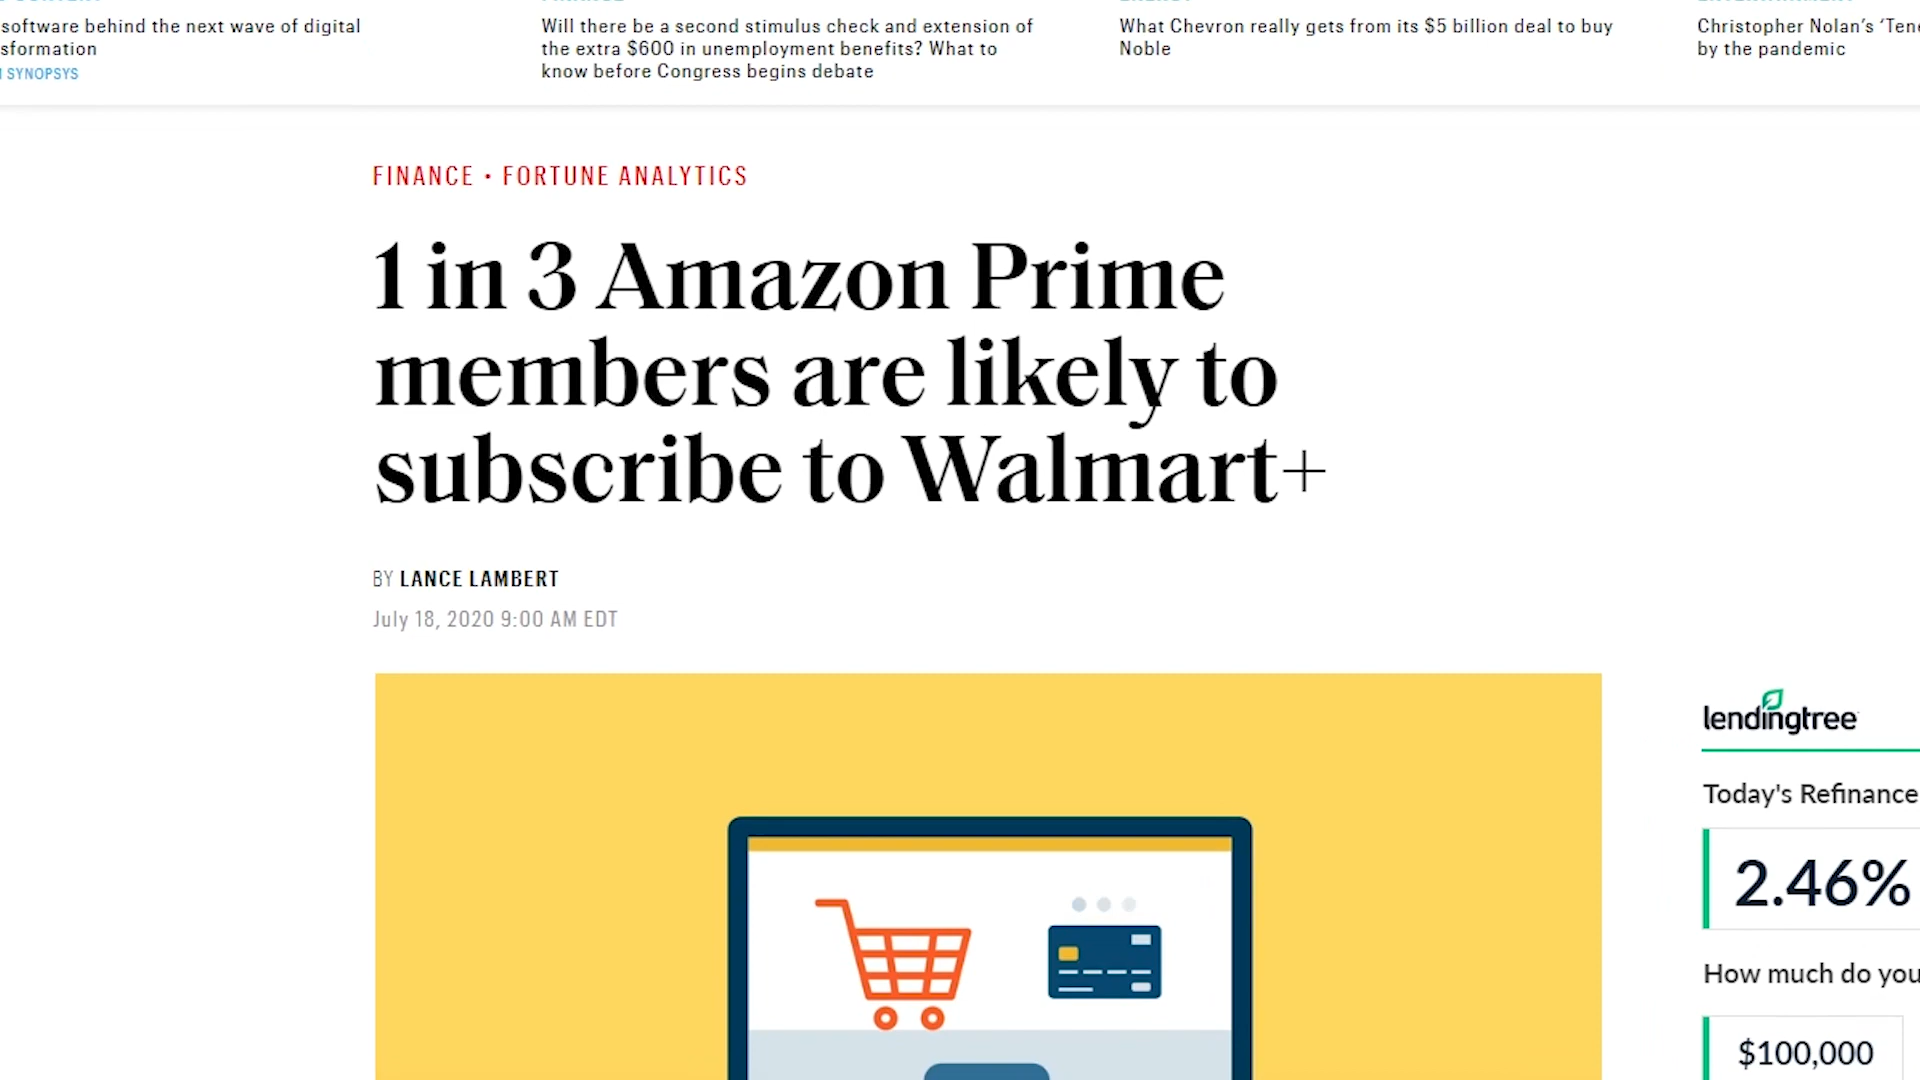 software behind the next wave of digital
sformation
SYNOPSYS
Will there be a second stimulus check and extension of
the extra $600 in unemployment benefits? What to
know before Congress begins debate
What Chevron really gets from its $5 billion deal to buy
Noble
Christopher Nolan’s ‘Tene
by the pandemic
FINANCE • FORTUNE ANALYTICS
1 in 3 Amazon Prime
members are likely to
subscribe to Walmart+
BY LANCE LAMBERT
July 18, 2020 9:00 AM EDT
lendingtree
Today's Refinance
2.46%
How much do you
$100,000